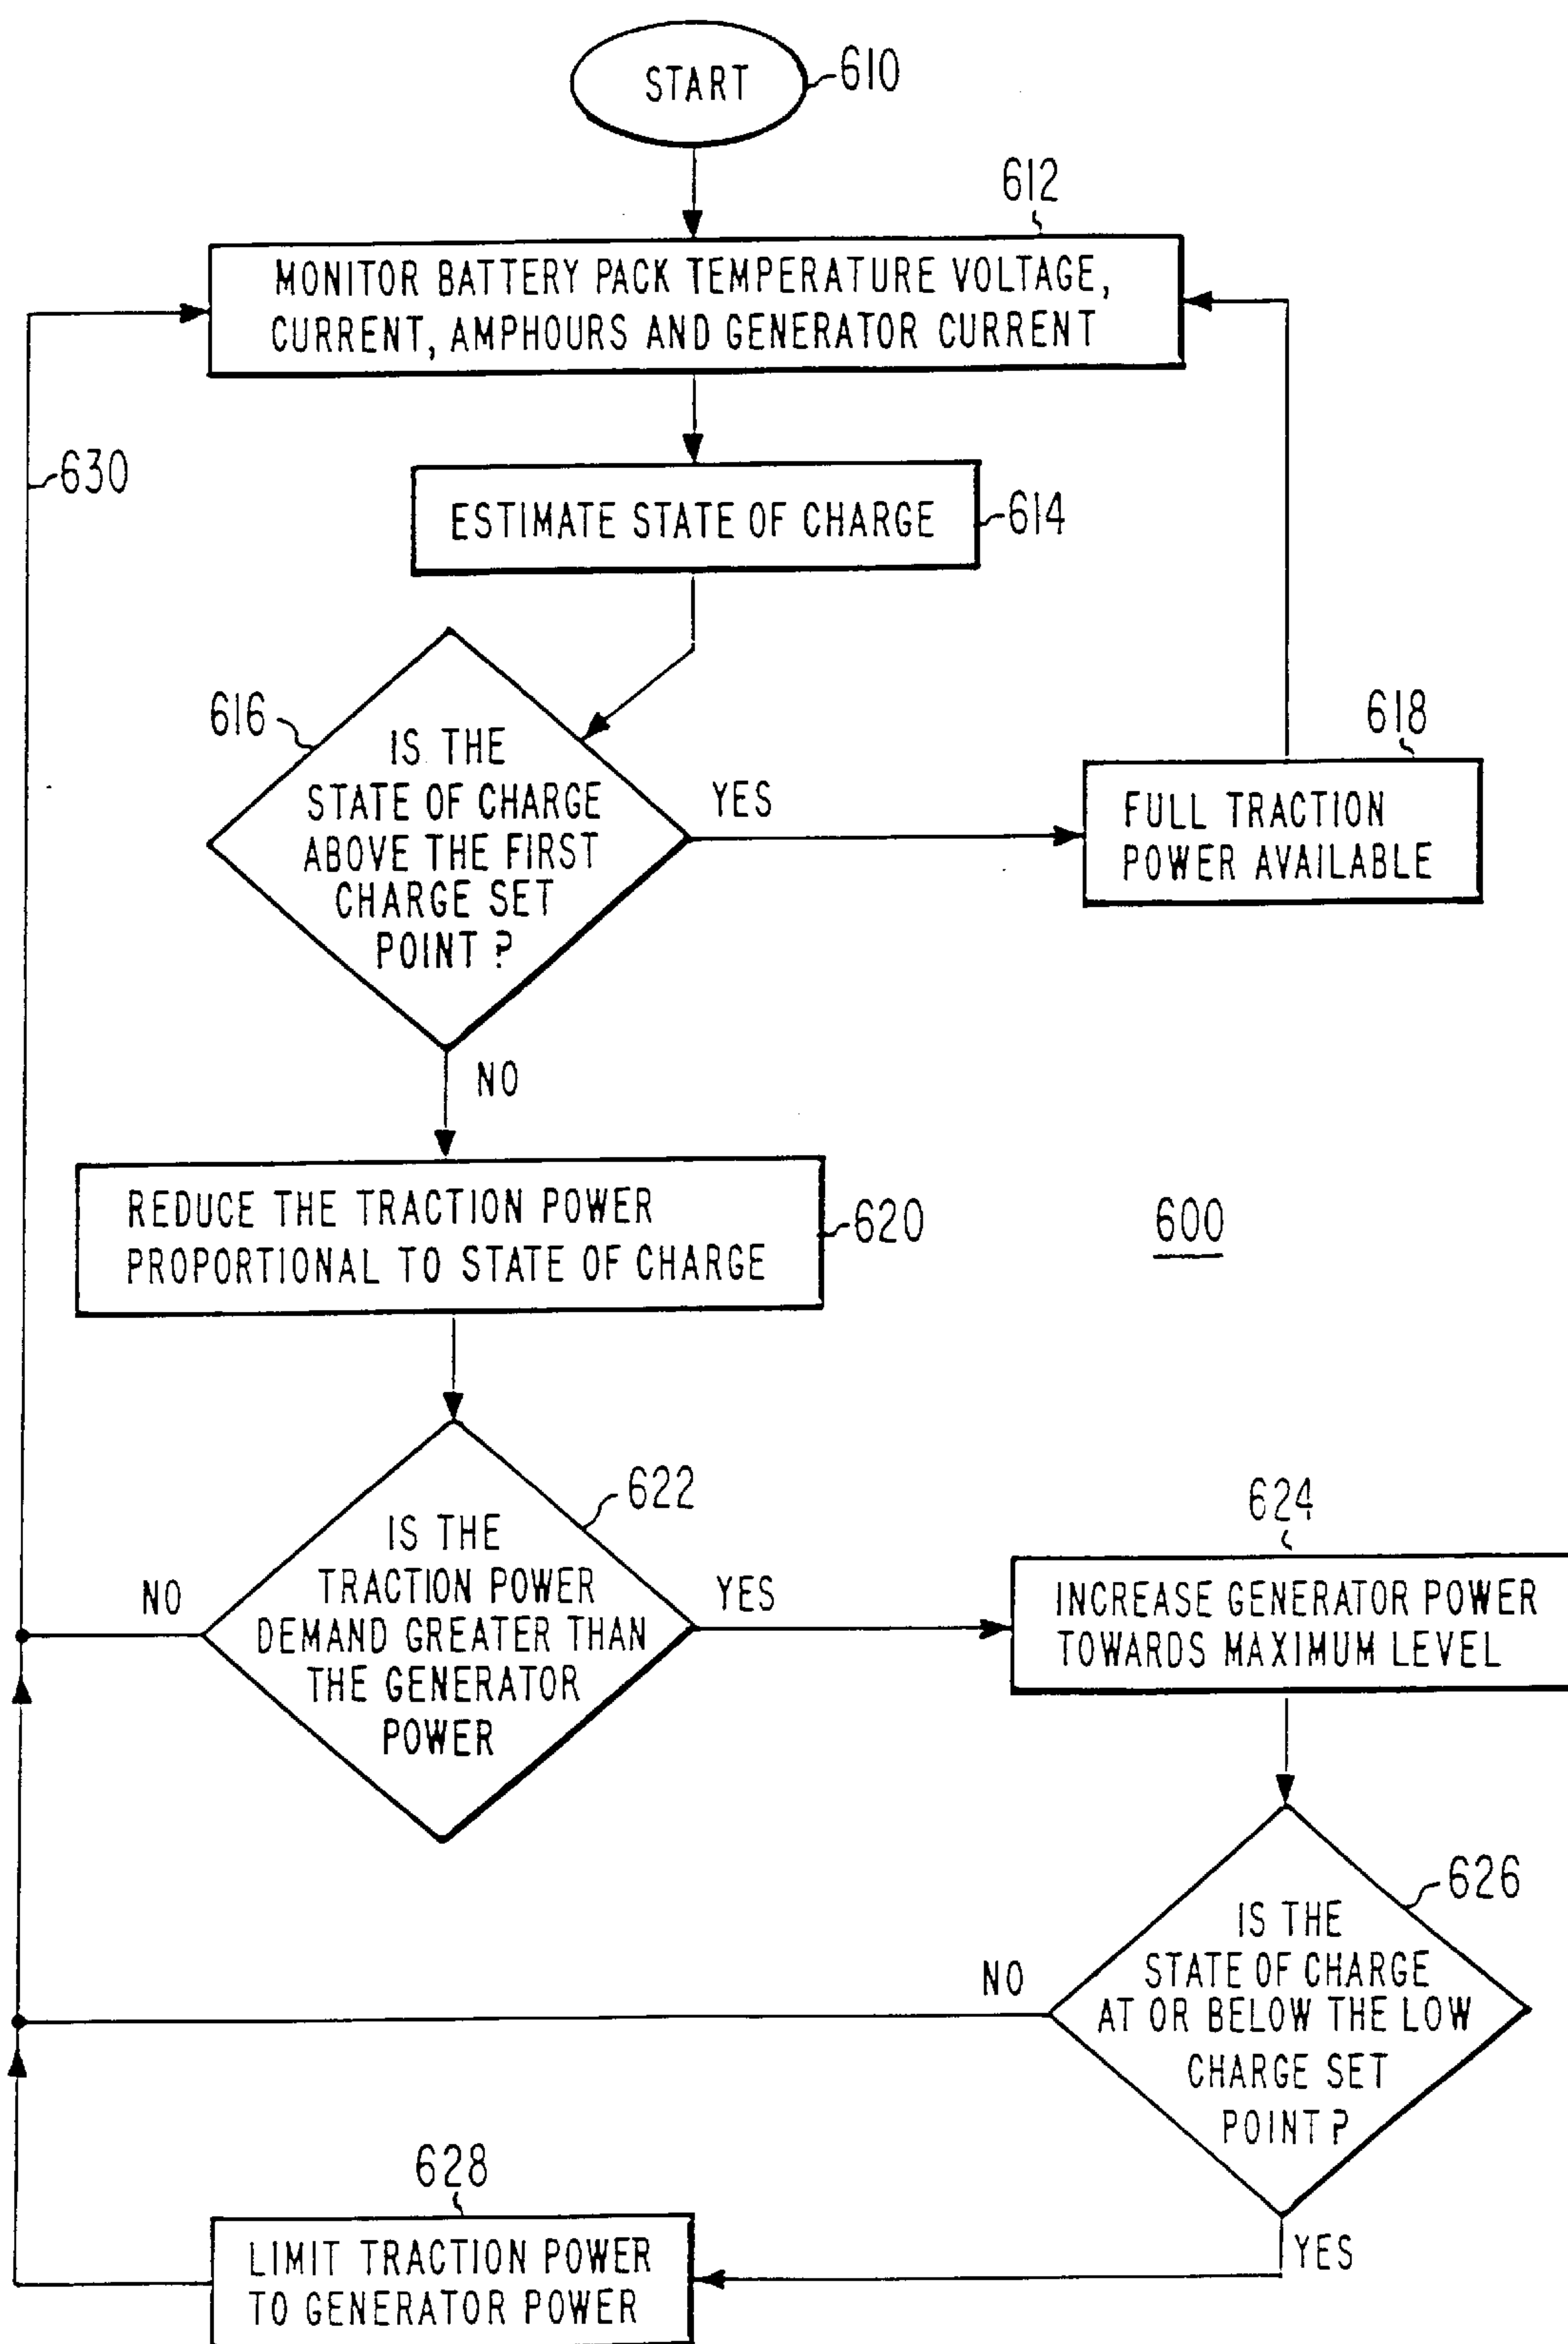 START
610
612
MONITOR BATTERY PACK TEMPERATURE VOLTAGE,
CURRENT, AMPHOURS AND GENERATOR CURRENT
630
ESTIMATE STATE OF CHARGE
614
616
IS THE
STATE OF CHARGE
ABOVE THE FIRST
CHARGE SET
POINT?
YES
618
FULL TRACTION
POWER AVAILABLE
NO
REDUCE THE TRACTION POWER
PROPORTIONAL TO STATE OF CHARGE
620
600
622
IS THE
TRACTION POWER
DEMAND GREATER THAN
THE GENERATOR
POWER
NO
YES
624
INCREASE GENERATOR POWER
TOWARDS MAXIMUM LEVEL
626
IS THE
STATE OF CHARGE
AT OR BELOW THE LOW
CHARGE SET
POINT?
NO
YES
628
LIMIT TRACTION POWER
TO GENERATOR POWER